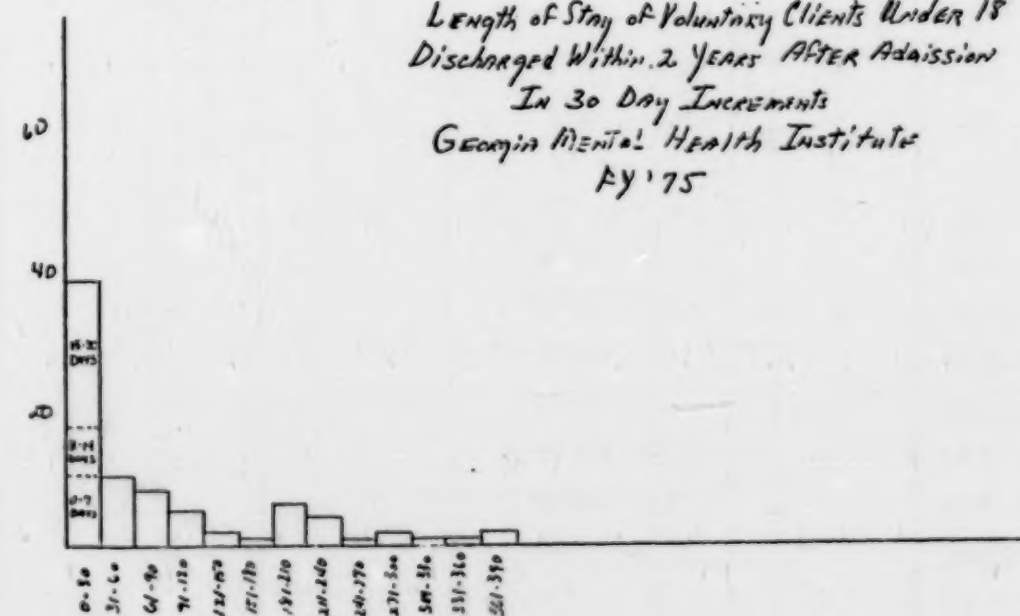 Length of Stay of Voluntary Clients Under 18
Discharged Within 2 Years After Admission
In 30 Day Increments
Georgia Mental Health Institute
FY '75
60
40
20
15-30
DAYS
8-14
DAYS
0-7
DAYS
0-30
31-60
61-90
91-120
121-150
151-180
181-210
211-240
241-270
271-300
301-330
331-360
361-390